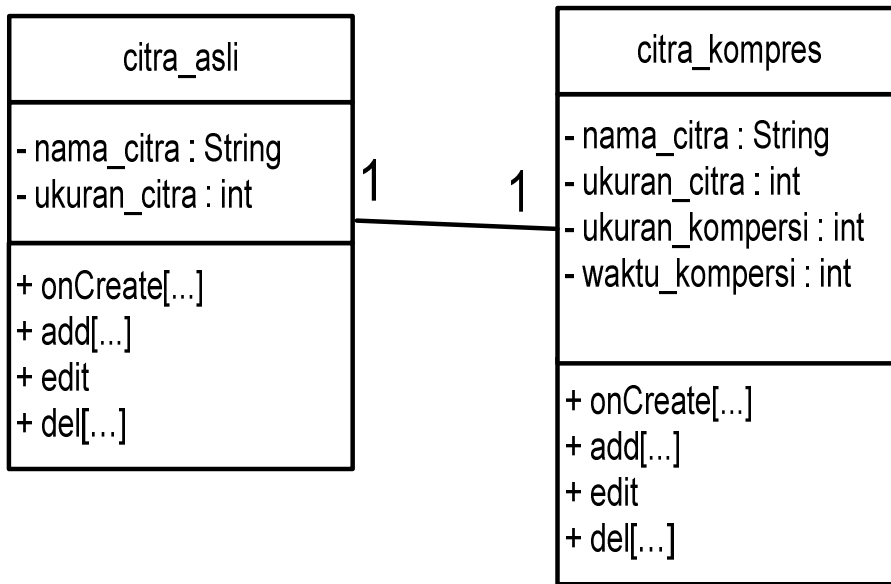 citra_asli
- nama_citra : String
- ukuran_citra : int
+ onCreate[...]
+ add[...]
+ edit
+ del[...]
1
1
citra_kompres
- nama_citra : String
- ukuran_citra : int
- ukuran_kompersi : int
- waktu_kompersi : int
+ onCreate[...]
+ add[...]
+ edit
+ del[...]